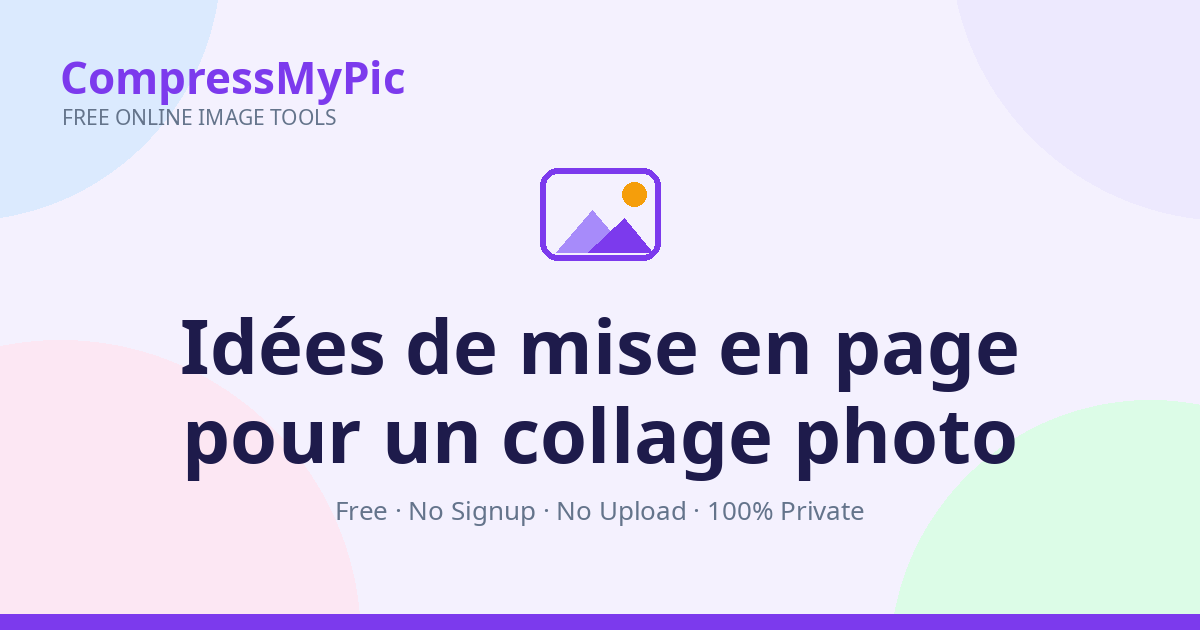 CompressMyPic
FREE ONLINE IMAGE TOOLS
Idées de mise en page
pour un collage photo
Free · No Signup · No Upload · 100% Private